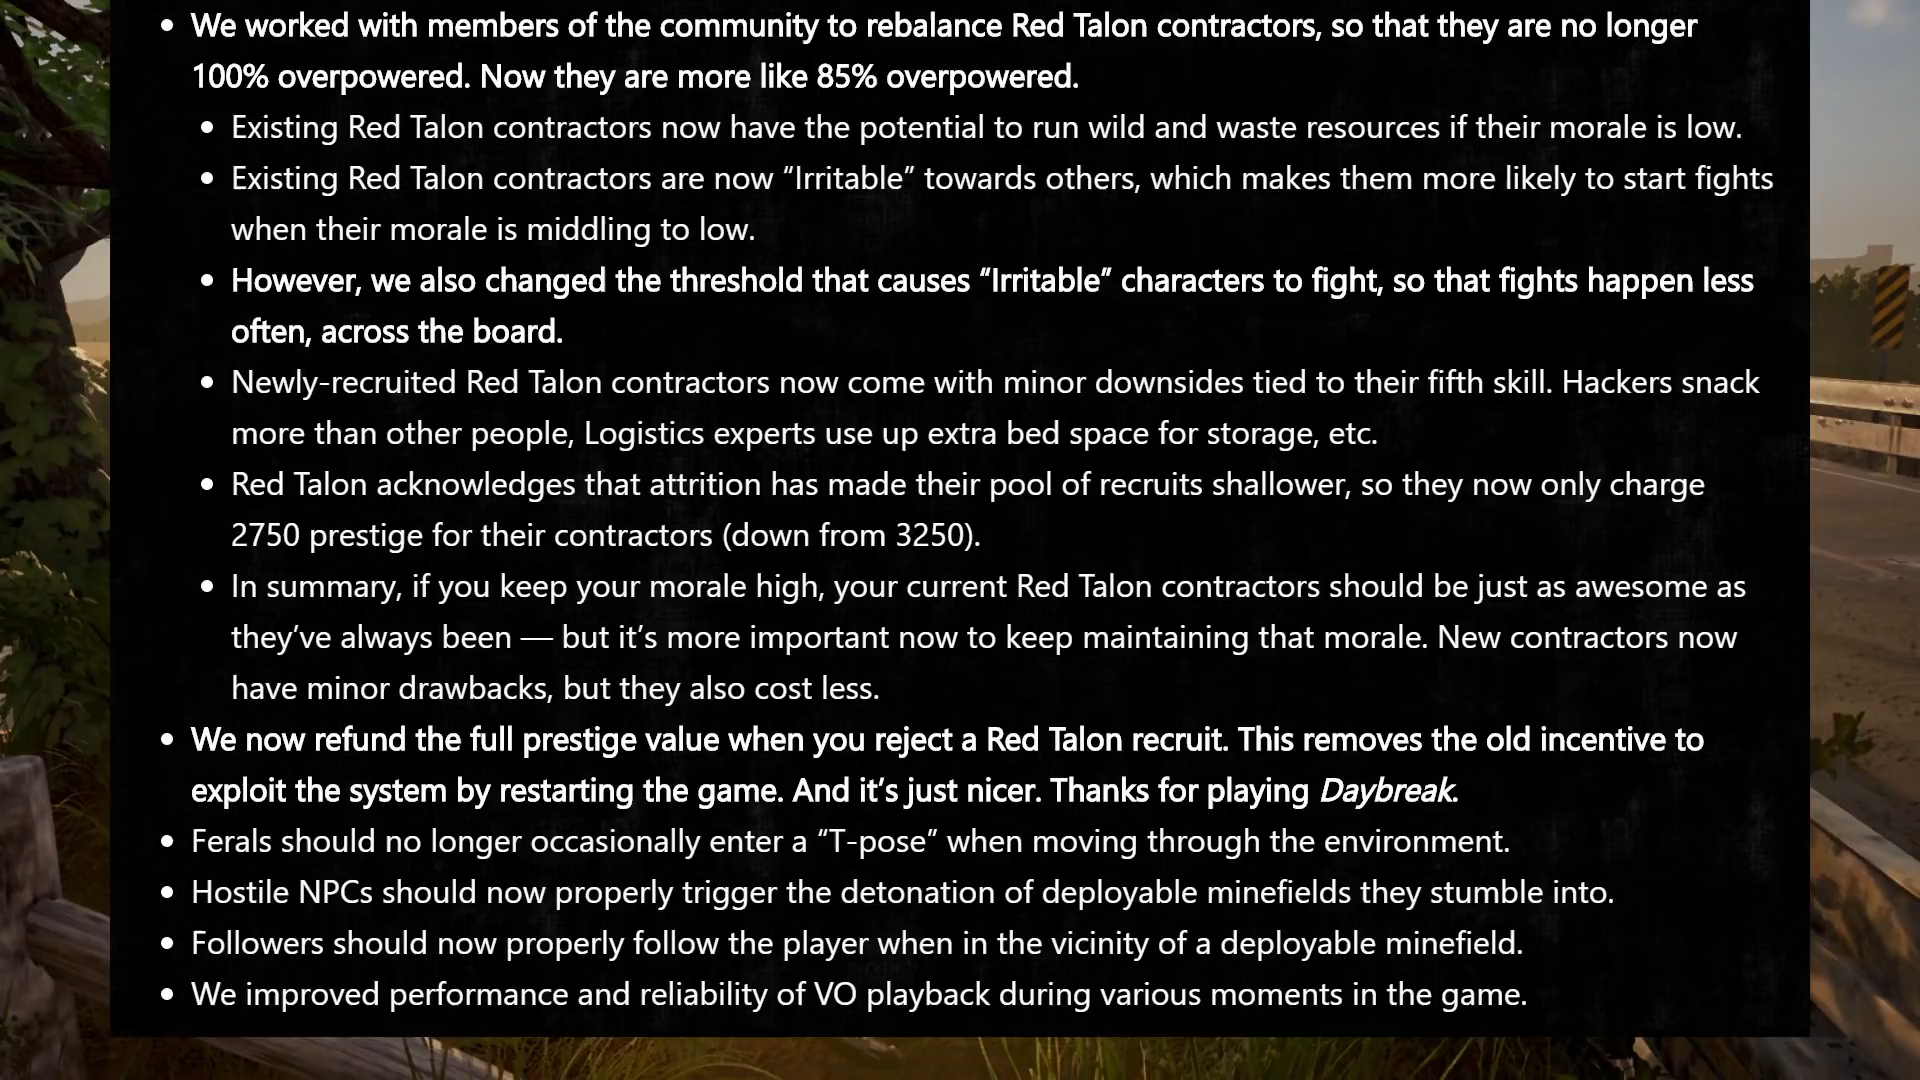 • We worked with members of the community to rebalance Red Talon contractors, so that they are no longer
100% overpowered. Now they are more like 85% overpowered.
• Existing Red Talon contractors now have the potential to run wild and waste resources if their morale is low.
• Existing Red Talon contractors are now “Irritable” towards others, which makes them more likely to start fights
when their morale is middling to low.
• However, we also changed the threshold that causes “Irritable” characters to fight, so that fights happen less
often, across the board.
• Newly-recruited Red Talon contractors now come with minor downsides tied to their fifth skill. Hackers snack
more than other people, Logistics experts use up extra bed space for storage, etc.
• Red Talon acknowledges that attrition has made their pool of recruits shallower, so they now only charge
2750 prestige for their contractors (down from 3250).
• In summary, if you keep your morale high, your current Red Talon contractors should be just as awesome as
they’ve always been — but it’s more important now to keep maintaining that morale. New contractors now
have minor drawbacks, but they also cost less.
• We now refund the full prestige value when you reject a Red Talon recruit. This removes the old incentive to
exploit the system by restarting the game. And it’s just nicer. Thanks for playing Daybreak.
• Ferals should no longer occasionally enter a “T-pose” when moving through the environment.
• Hostile NPCs should now properly trigger the detonation of deployable minefields they stumble into.
• Followers should now properly follow the player when in the vicinity of a deployable minefield.
• We improved performance and reliability of VO playback during various moments in the game.